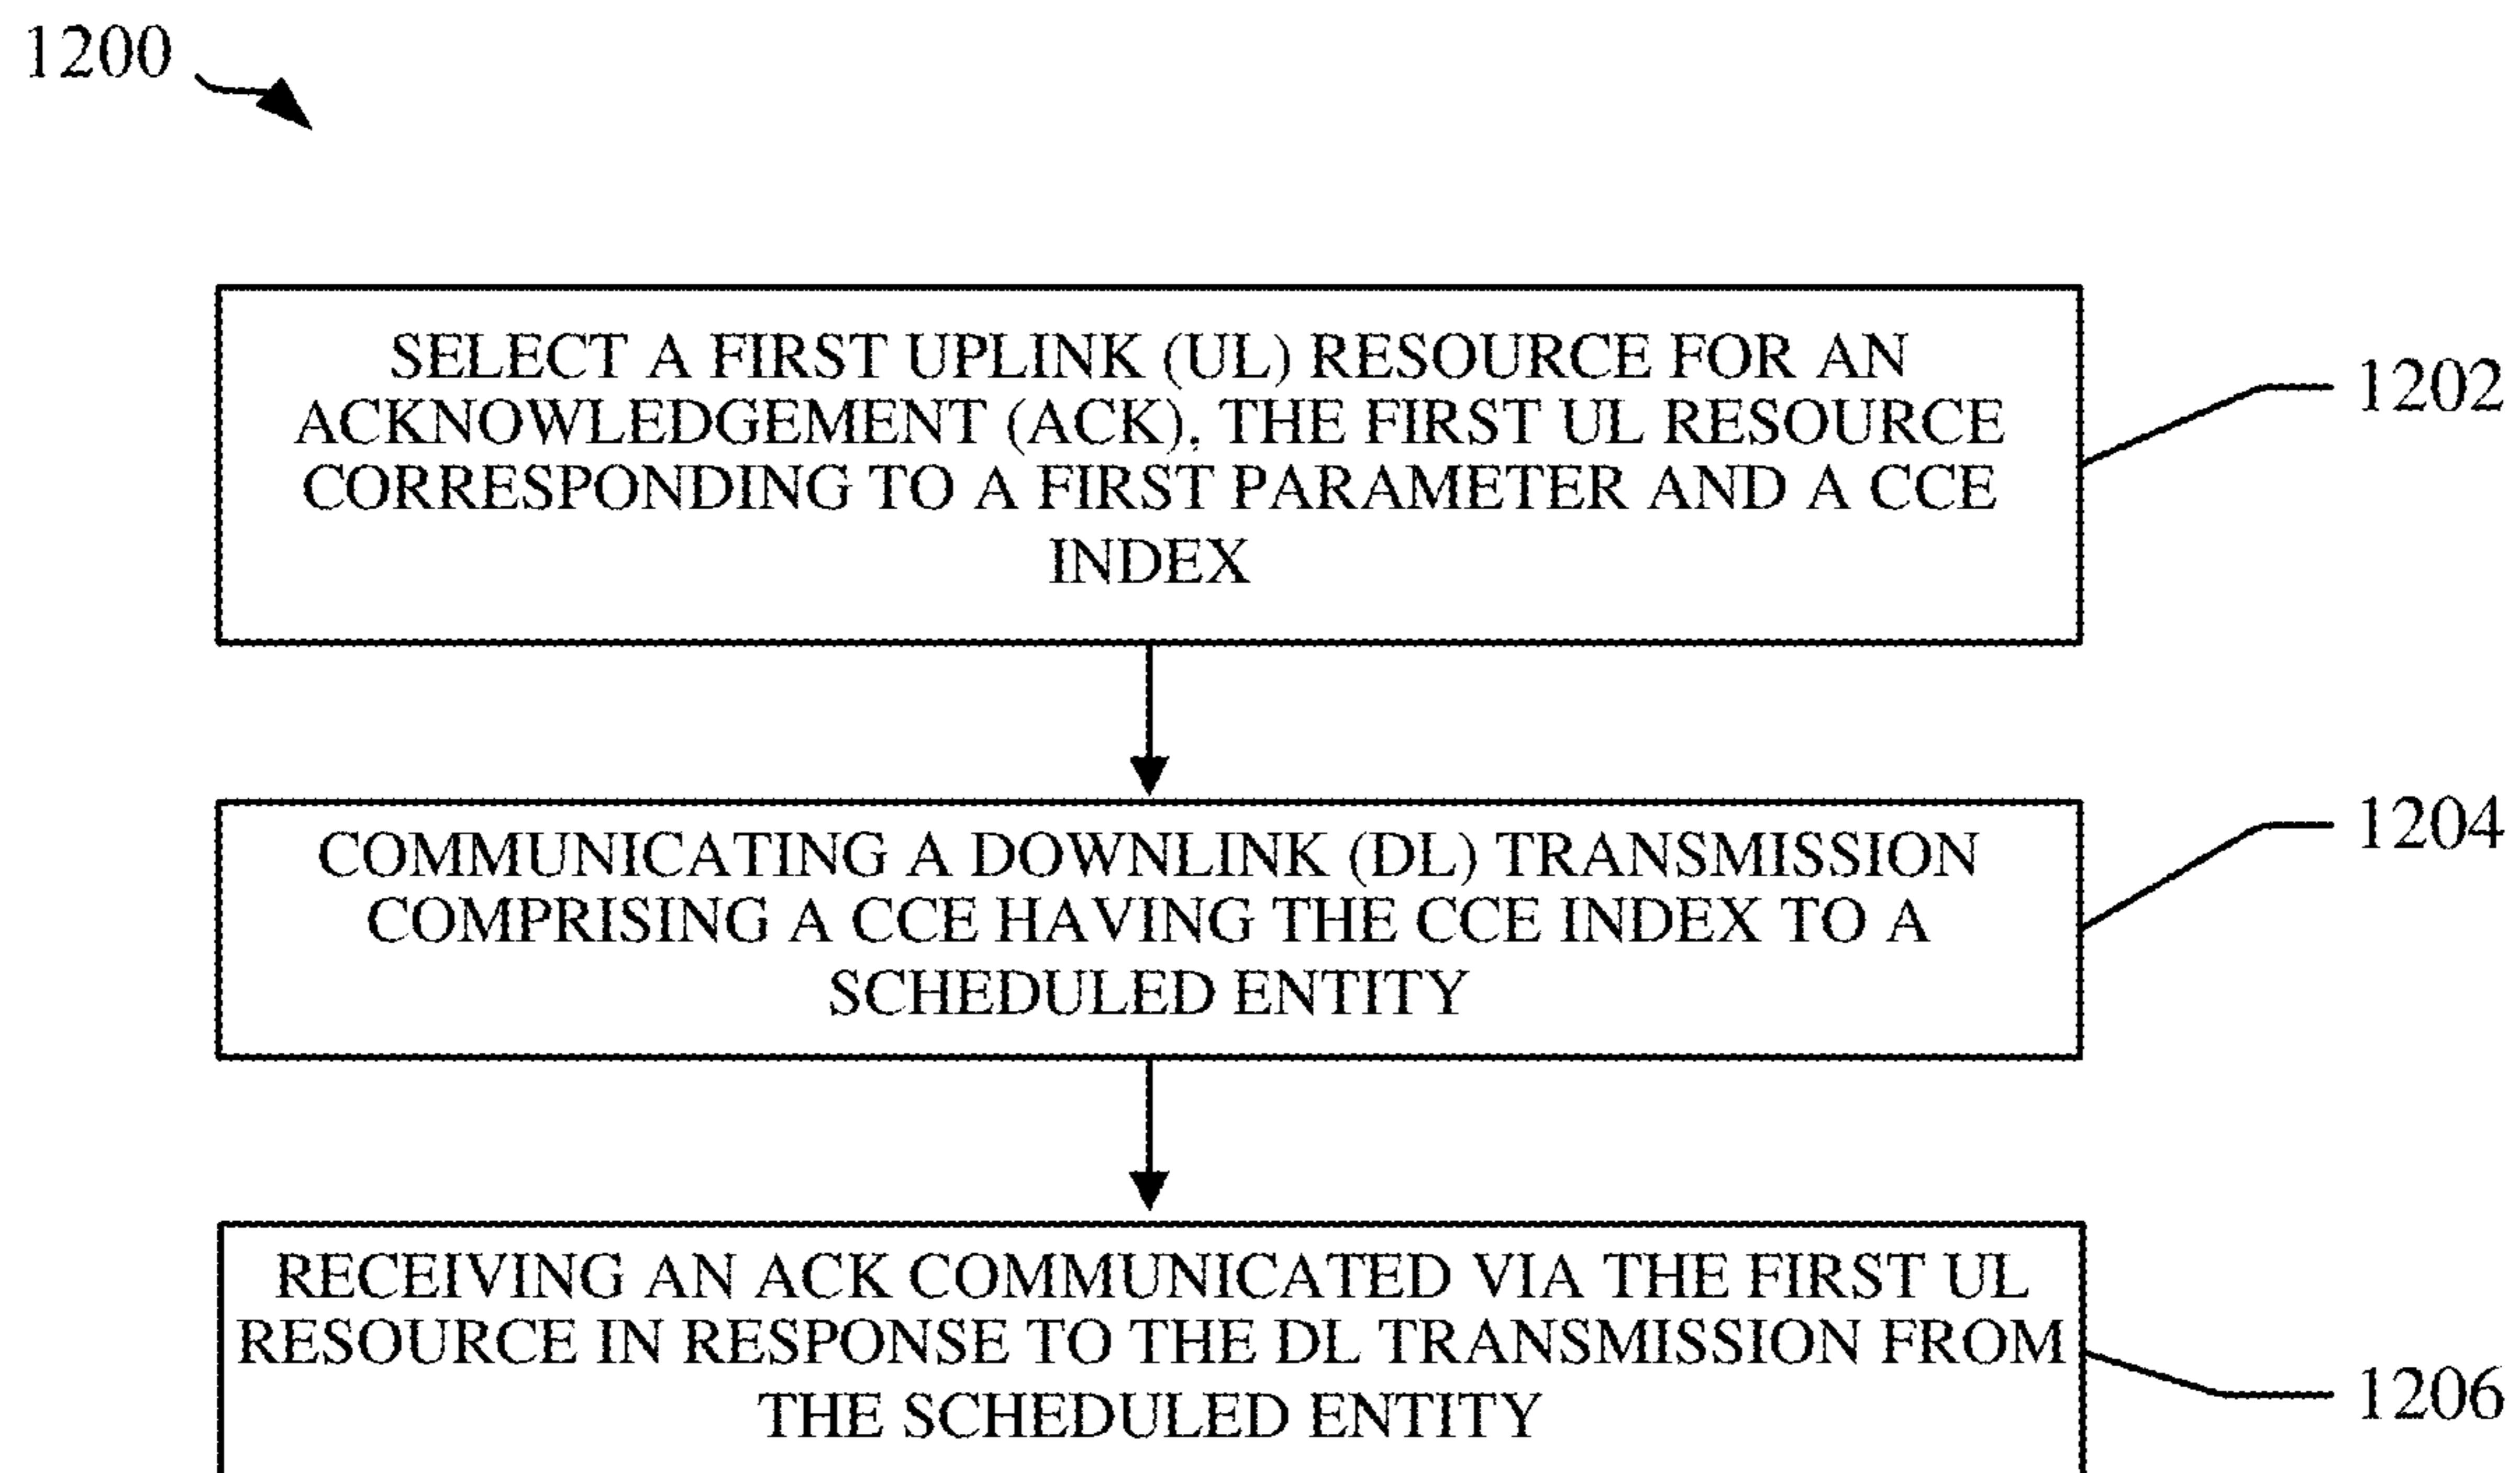 1200
SELECT A FIRST UPLINK (UL) RESOURCE FOR AN
ACKNOWLEDGEMENT (ACK), THE FIRST UL RESOURCE
CORRESPONDING TO A FIRST PARAMETER AND A CCE
INDEX
1202
COMMUNICATING A DOWNLINK (DL) TRANSMISSION
COMPRISING A CCE HAVING THE CCE INDEX TO A
SCHEDULED ENTITY
1204
RECEIVING AN ACK COMMUNICATED VIA THE FIRST UL
RESOURCE IN RESPONSE TO THE DL TRANSMISSION FROM
THE SCHEDULED ENTITY
1206